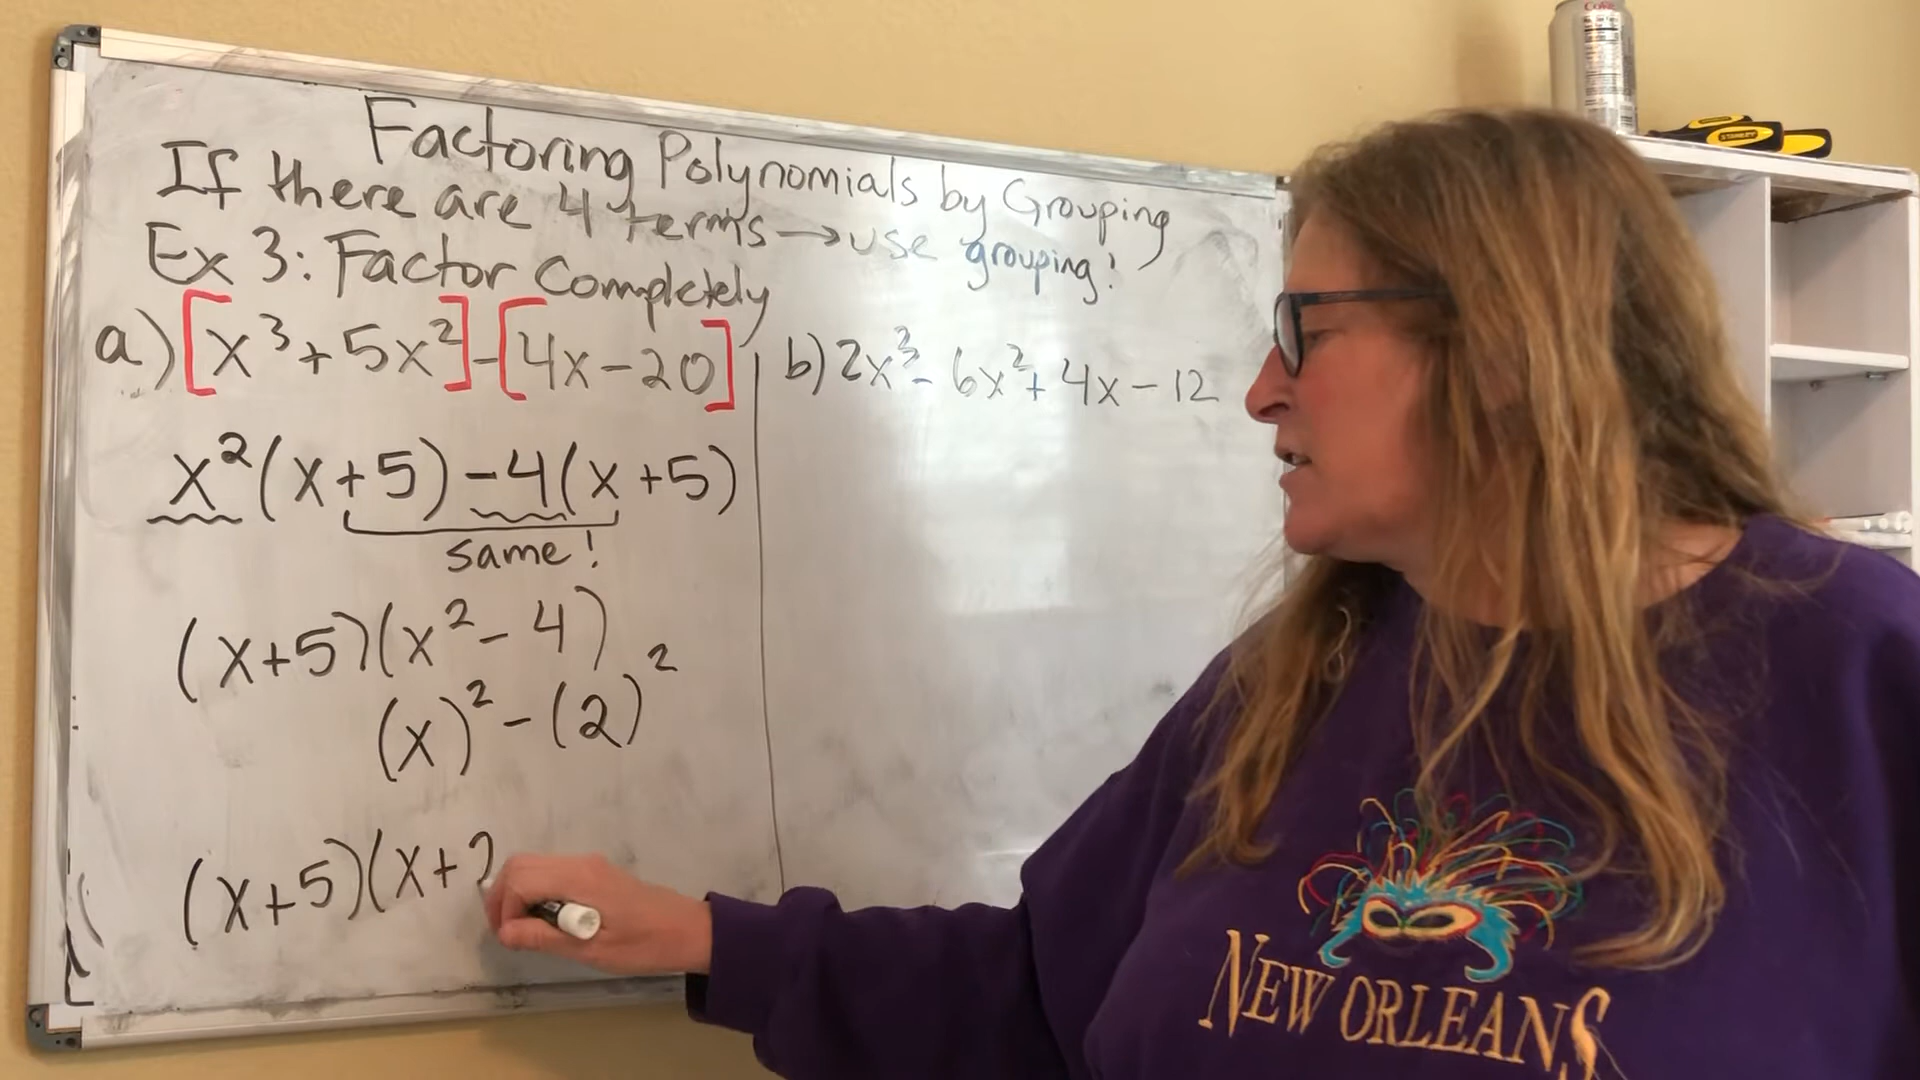 Factoring Polynomials by Grouping
If there are 4 terms → use grouping!
Ex 3: Factor Completely
a) [x³ + 5x²] - [4x - 20]
x²(x + 5) - 4(x + 5)
same!
(x+5)(x² - 4)
(x)² - (2)²
(x+5)(x+2
b) 2x³ - 6x² + 4x - 12
NEW ORLEANS
Coke
STANLEY